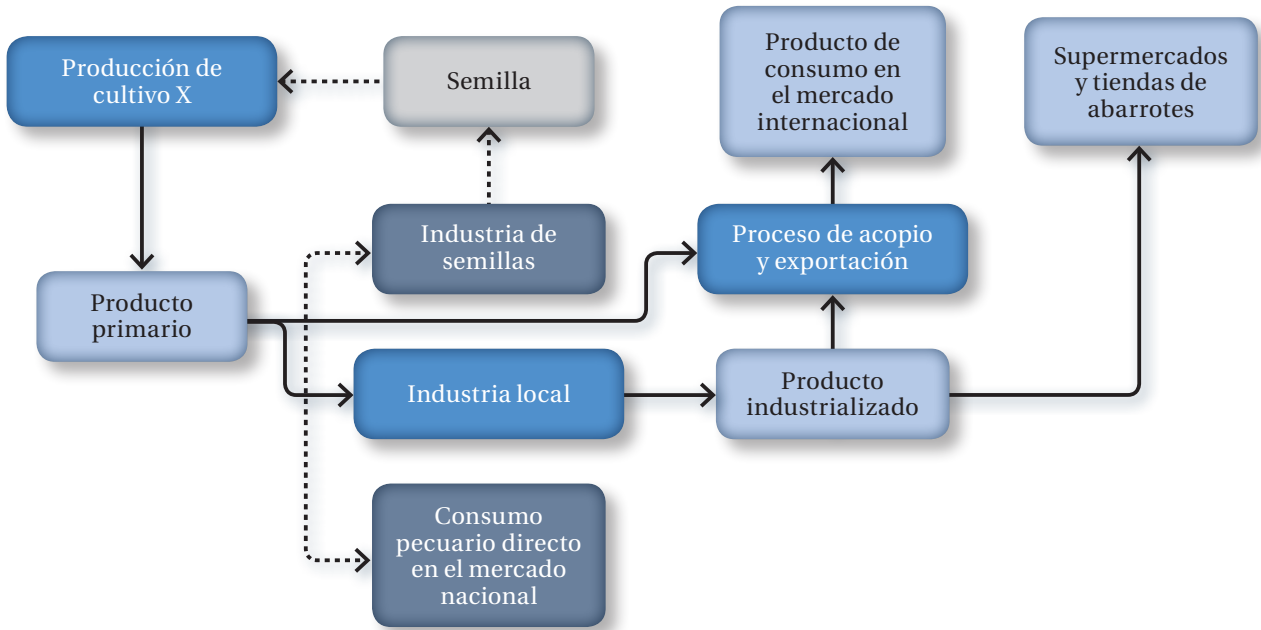 Producción de
cultivo X
Semilla
Producto de
consumo en
el mercado
internacional
Supermercados
y tiendas de
abarrotes
Industria de
semillas
Proceso de acopio
y exportación
Producto
primario
Industria local
Producto
industrializado
Consumo
pecuario directo
en el mercado
nacional